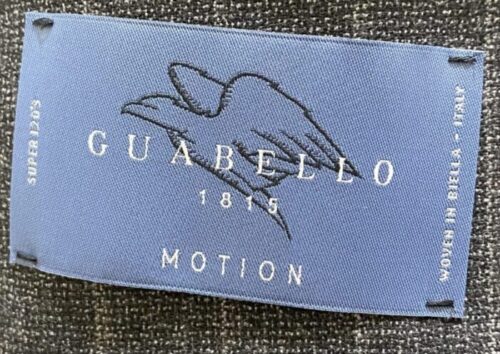 SUPER 120'S
GUABELLO
1815
MOTION
WOVEN IN BIELLA - ITALY